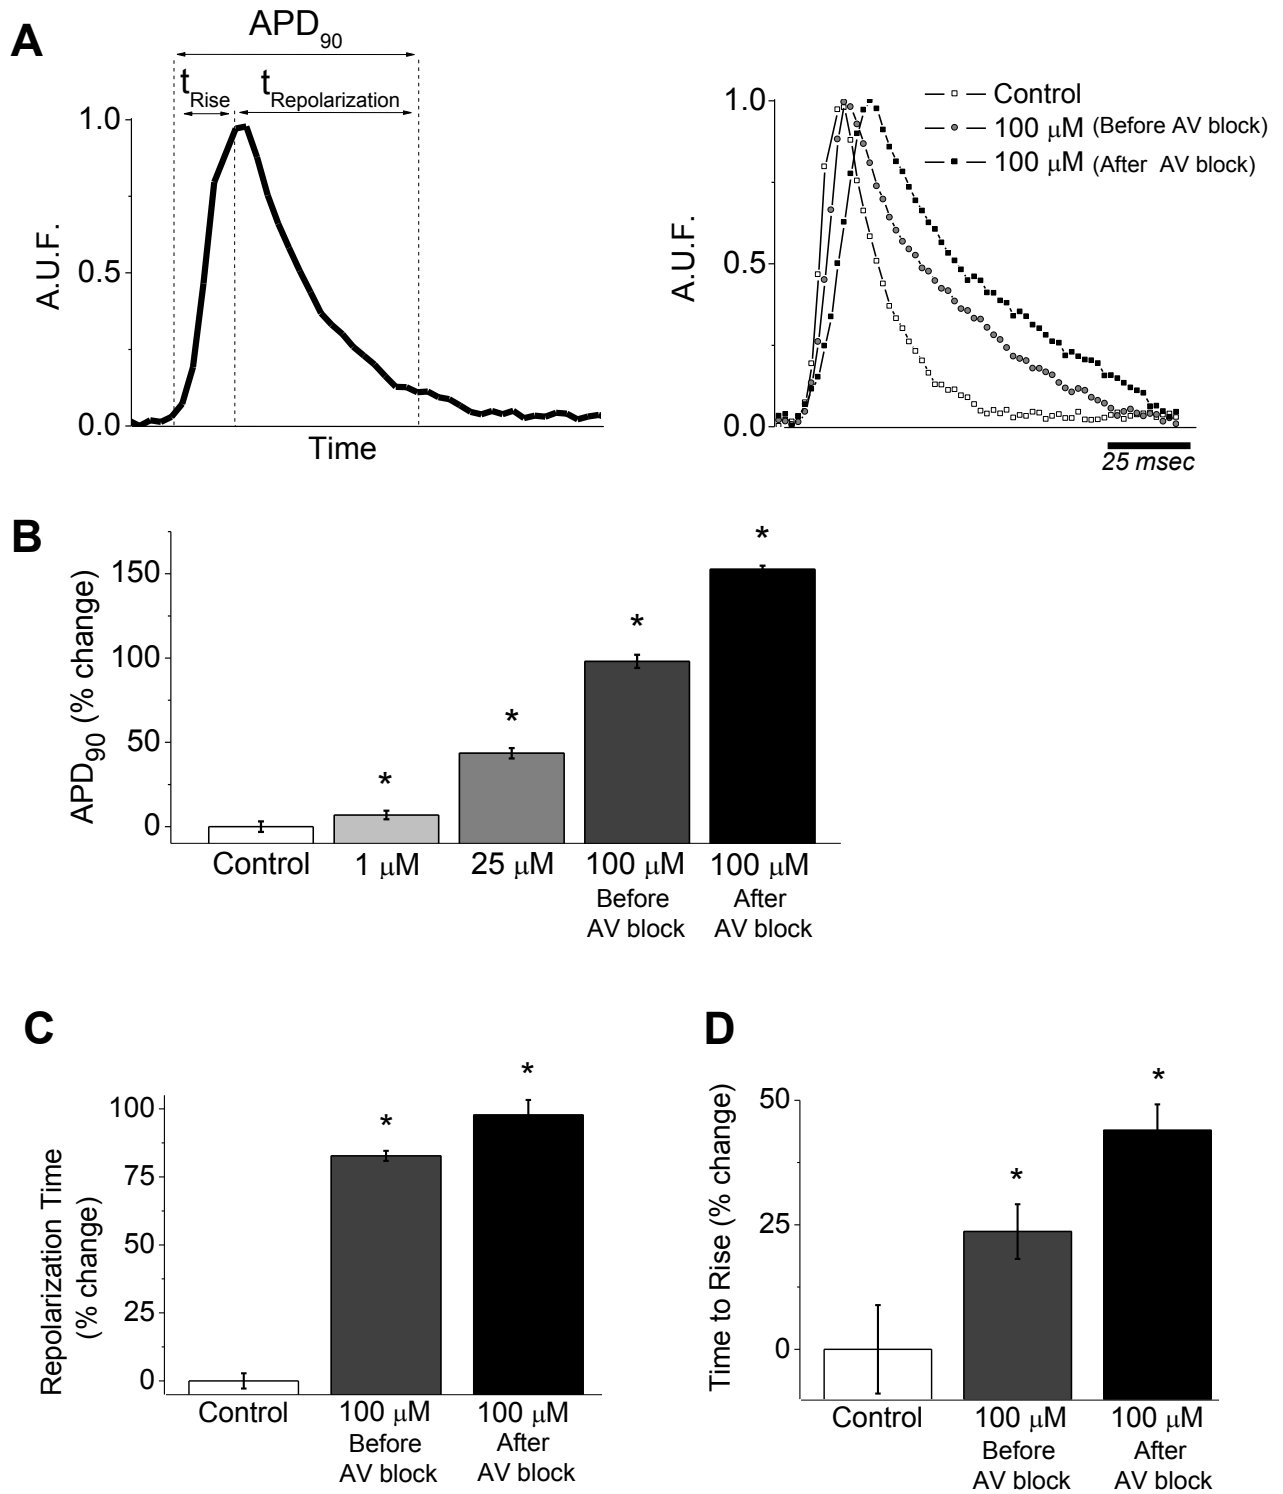 A
APD90
tRise tRepolarization
1.0
0.5
0.0
A.U.F.
Time
1.0
0.5
0.0
A.U.F.
Control
100 μM (Before AV block)
100 μM (After AV block)
25 msec
B
150
100
50
0
APD90 (% change)
* * * *
Control 1 μM 25 μM 100 μM 100 μM
Before After
AV block AV block
C
100
75
50
25
0
Repolarization Time
(% change)
* *
Control 100 μM 100 μM
Before After
AV block AV block
D
50
25
0
Time to Rise (% change)
* *
Control 100 μM 100 μM
Before After
AV block AV block